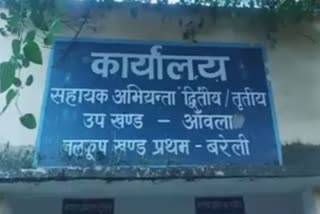 कार्यालय
सहायक अभियन्ता द्वितीय / तृतीय
उप खण्ड – आँवला
नलकूप खण्ड प्रथम - बरेली